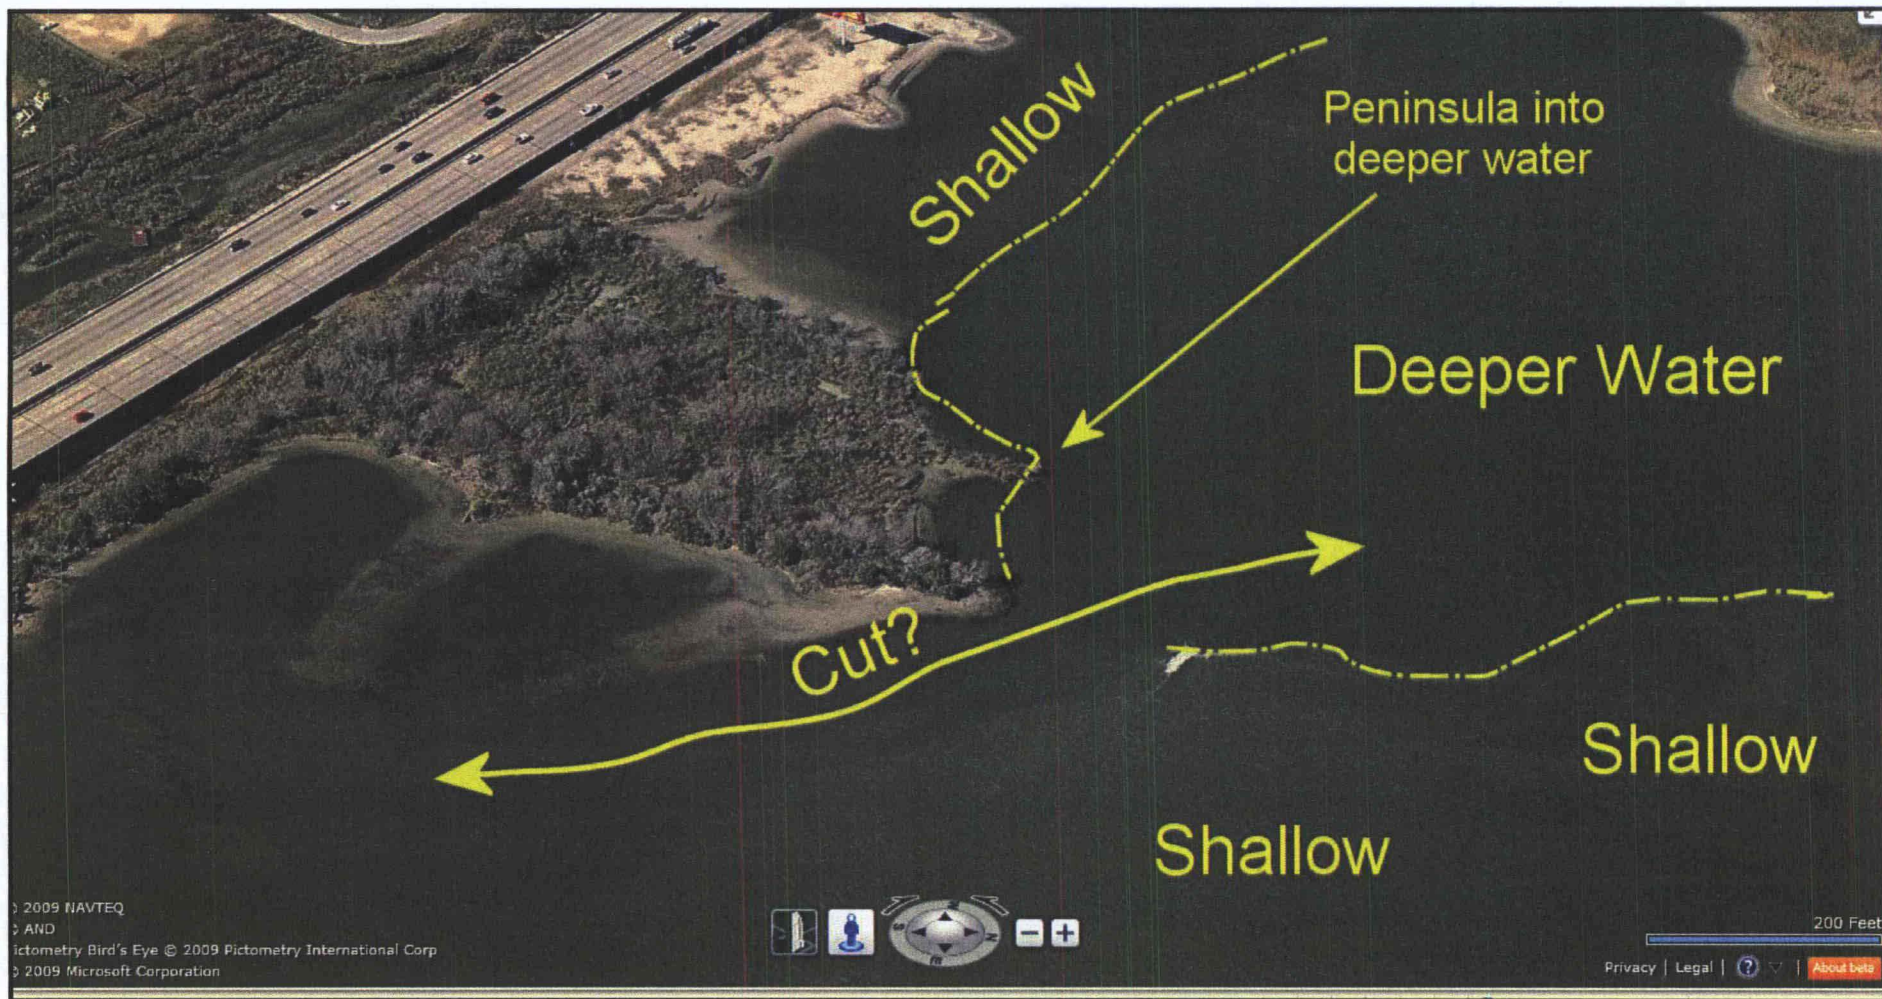 Shallow
Peninsula into
deeper water
Deeper Water
Cut?
Shallow
Shallow
2009 NAVTEQ
AND
ictometry Bird's Eye © 2009 Pictometry International Corp
2009 Microsoft Corporation
200 Feet
Privacy | Legal | ? | About beta